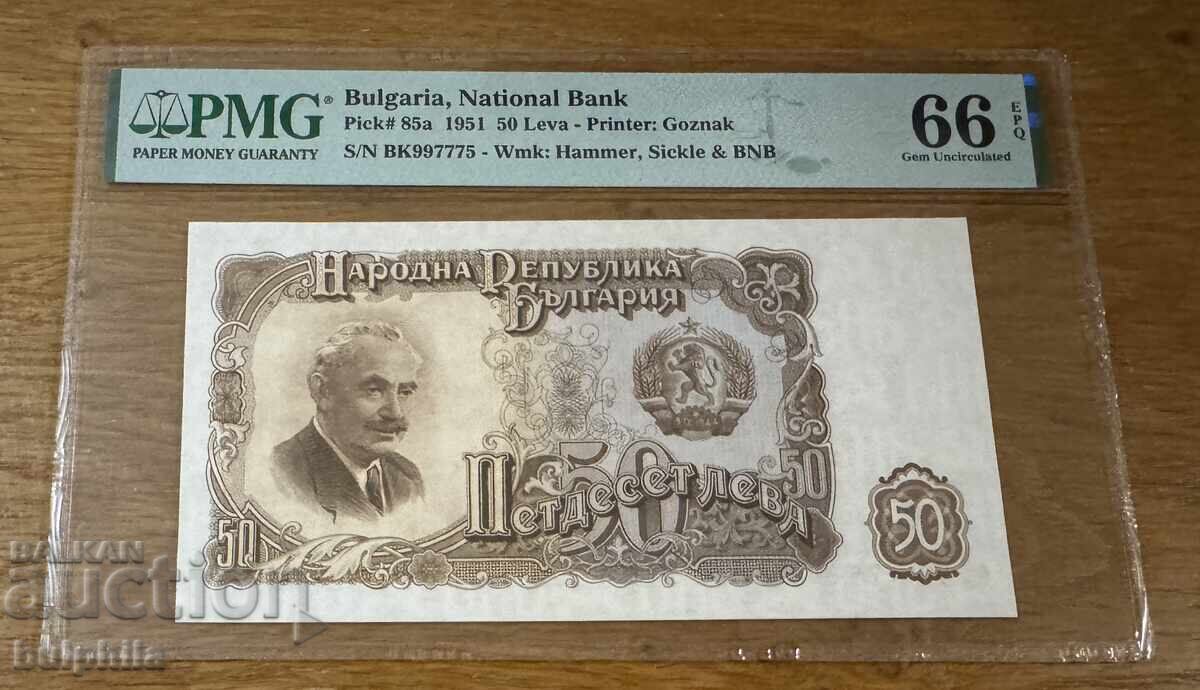 PMG®
PAPER MONEY GUARANTY
Bulgaria, National Bank
Pick# 85a 1951 50 Leva - Printer: Goznak
S/N BK997775 - Wmk: Hammer, Sickle & BNB
66
EPQ
Gem Uncirculated
НАРОДНА РЕПУБЛИКА
БЪЛГАРИЯ
50
50
ПЕТДЕСЕТ ЛЕВА
50
50
BALKAN
auction
bulphila